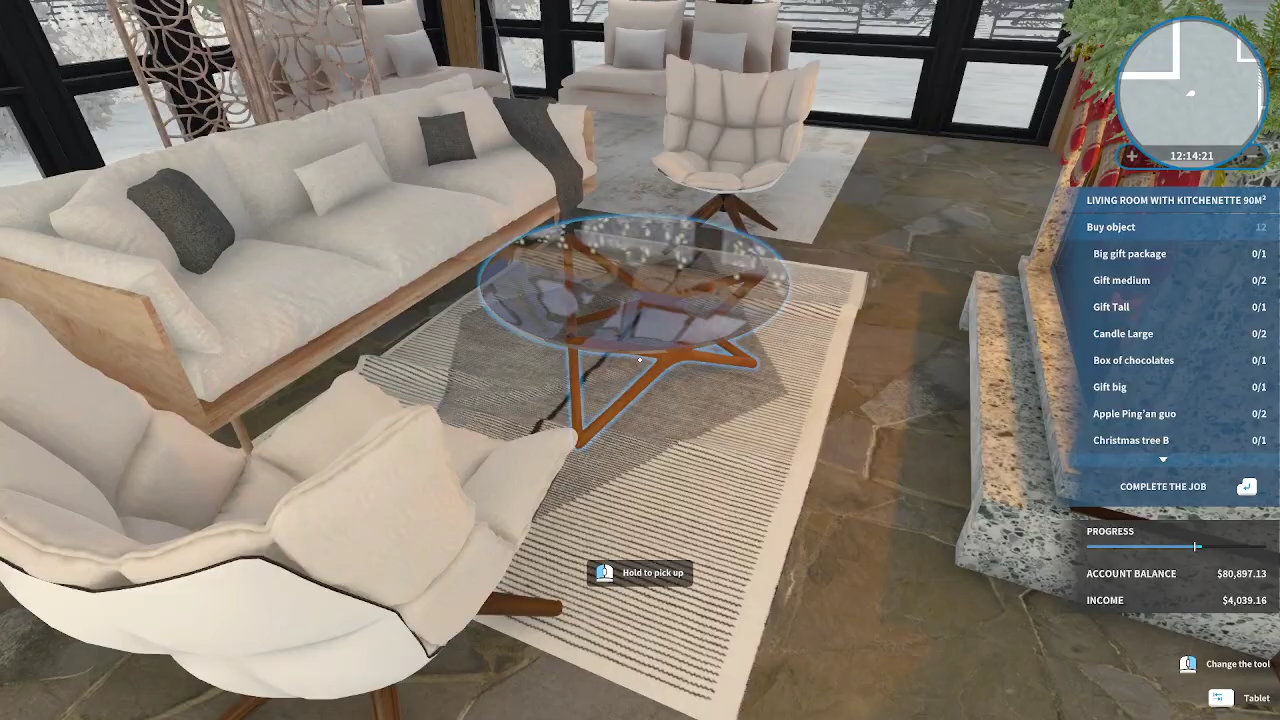 12:14:21
LIVING ROOM WITH KITCHENETTE 90M²
Buy object 12
Big gift package 0/1
Gift medium 0/2
Gift Tall 0/1
Candle Large 0/2
Box of chocolates 0/1
Gift big 0/1
Apple Ping'an guo 0/2
Christmas tree B 0/1
COMPLETE THE JOB
PROGRESS
ACCOUNT BALANCE $80,897.13
INCOME $4,039.16
Hold to pick up
Change the tool
Tablet